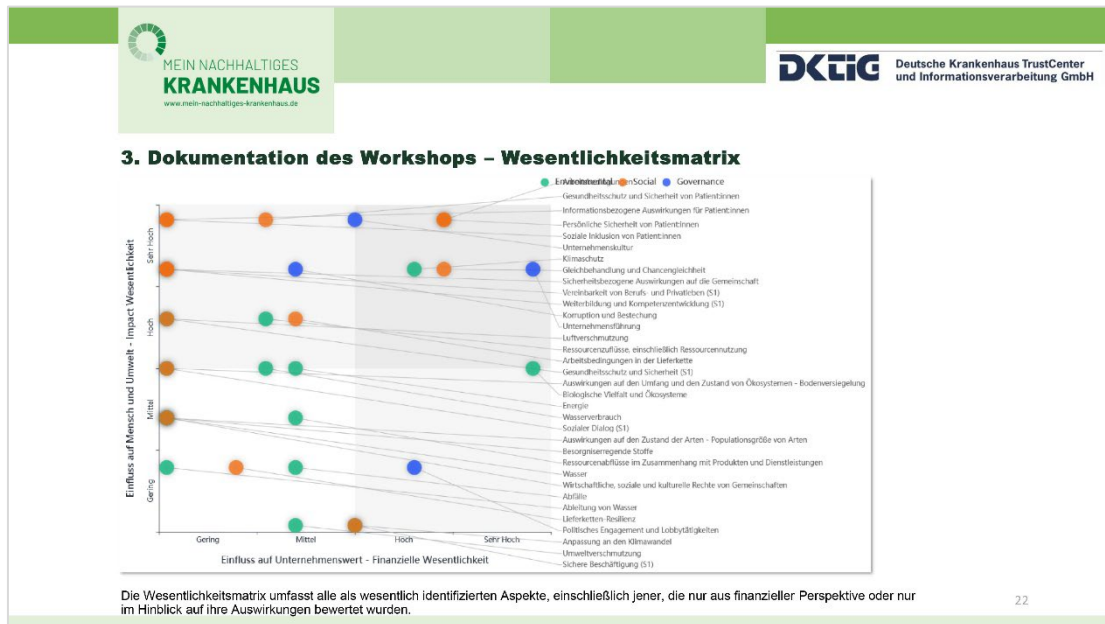 MEIN NACHHALTIGES
KRANKENHAUS
www.mein-nachhaltiges-krankenhaus.de
DKTIG
Deutsche Krankenhaus TrustCenter
und Informationsverarbeitung GmbH
3. Dokumentation des Workshops – Wesentlichkeitsmatrix
Social
Governance
Gesundheitsschutz und Sicherheit von Patient:innen
Informationsbezogene Auswirkungen für Patient:innen
Persönliche Sicherheit von Patient:innen
Soziale Inklusion von Patient:innen
Unternehmenskultur
Klimaschutz
Gleichbehandlung und Chancengleichheit
Sicherheitsbezogene Auswirkungen auf die Gemeinschaft
Vereinbarkeit von Berufs- und Privatleben (S1)
Weiterbildung und Kompetenzentwicklung (S1)
Korruption und Bestechung
Unternehmensführung
Luftverschmutzung
Ressourcenzuflüsse, einschließlich Ressourcennutzung
Arbeitsbedingungen in der Lieferkette
Gesundheitsschutz und Sicherheit (S1)
Auswirkungen auf den Umfang und den Zustand von Ökosystemen - Bodenversiegelung
Biologische Vielfalt und Ökosysteme
Energie
Wasserverbrauch
Sozialer Dialog (S1)
Auswirkungen auf den Zustand der Arten - Populationsgröße von Arten
Besorgniserregende Stoffe
Ressourcenabflüsse im Zusammenhang mit Produkten und Dienstleistungen
Wasser
Wirtschaftliche, soziale und kulturelle Rechte von Gemeinschaften
Abfälle
Ableitung von Wasser
Lieferketten-Resilienz
Politisches Engagement und Lobbytätigkeiten
Anpassung an den Klimawandel
Umweltverschmutzung
Sichere Beschäftigung (S1)
Einfluss auf Mensch und Umwelt - Impact Wesentlichkeit
Sehr Hoch
Hoch
Mittel
Gering
Gering
Mittel
Hoch
Sehr Hoch
Einfluss auf Unternehmenswert - Finanzielle Wesentlichkeit
Die Wesentlichkeitsmatrix umfasst alle als wesentlich identifizierten Aspekte, einschließlich jener, die nur aus finanzieller Perspektive oder nur
im Hinblick auf ihre Auswirkungen bewertet wurden.
22